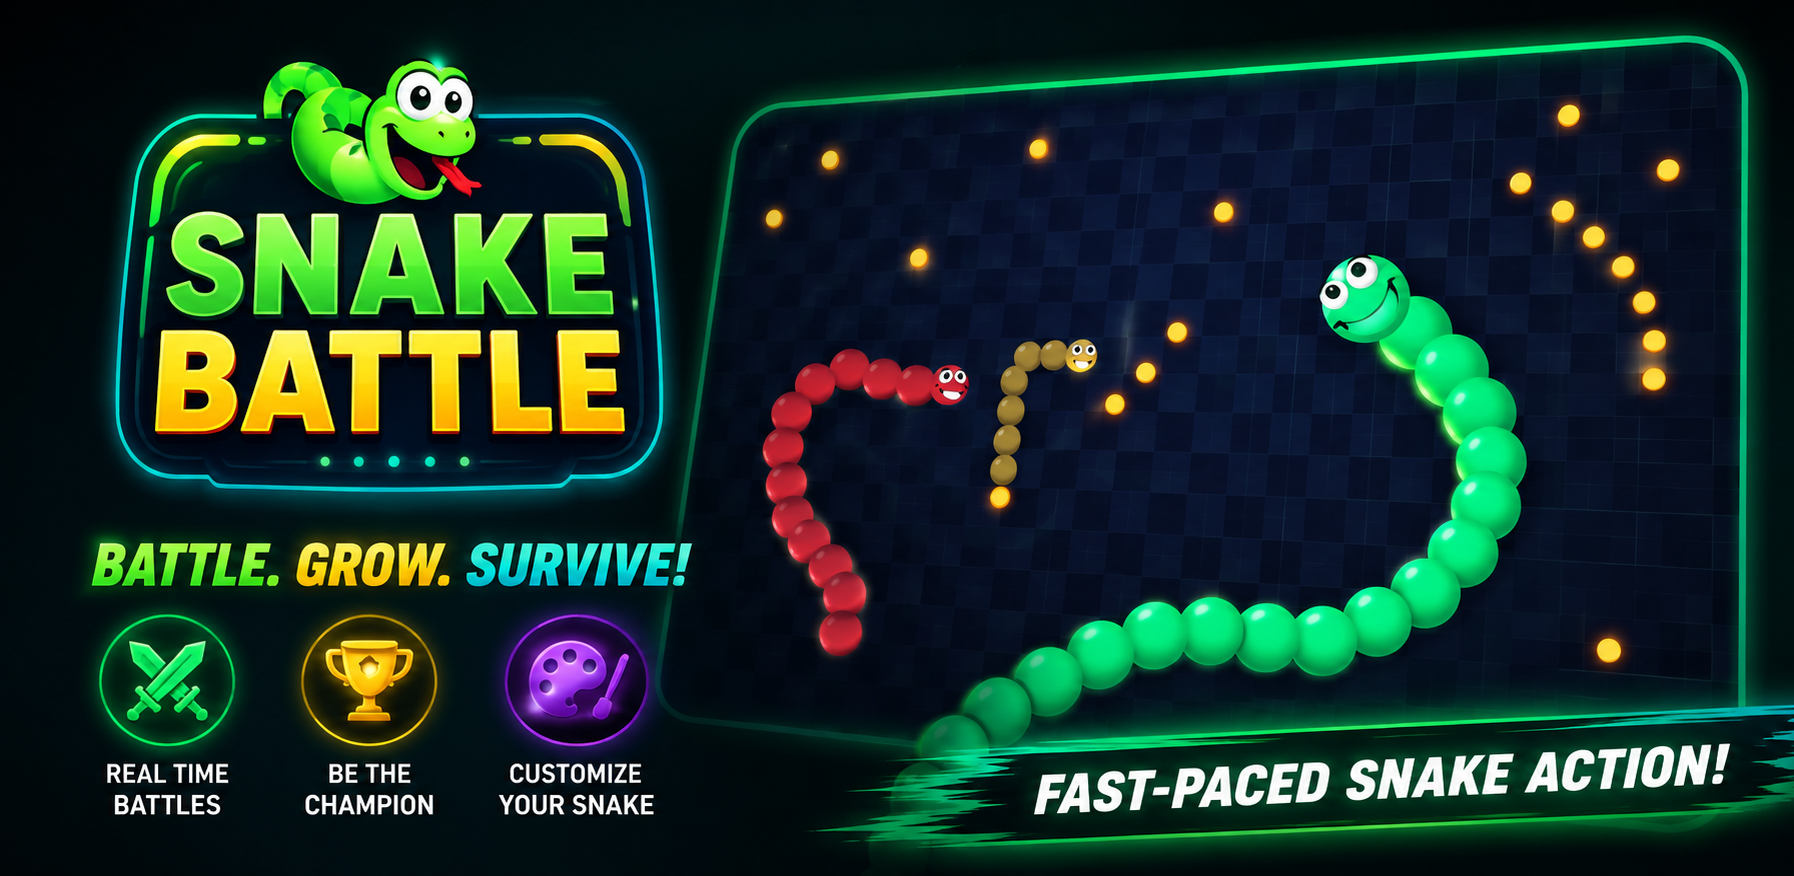 SNAKE
BATTLE
BATTLE. GROW. SURVIVE!
REAL TIME
BATTLES
BE THE
CHAMPION
CUSTOMIZE
YOUR SNAKE
FAST-PACED SNAKE ACTION!